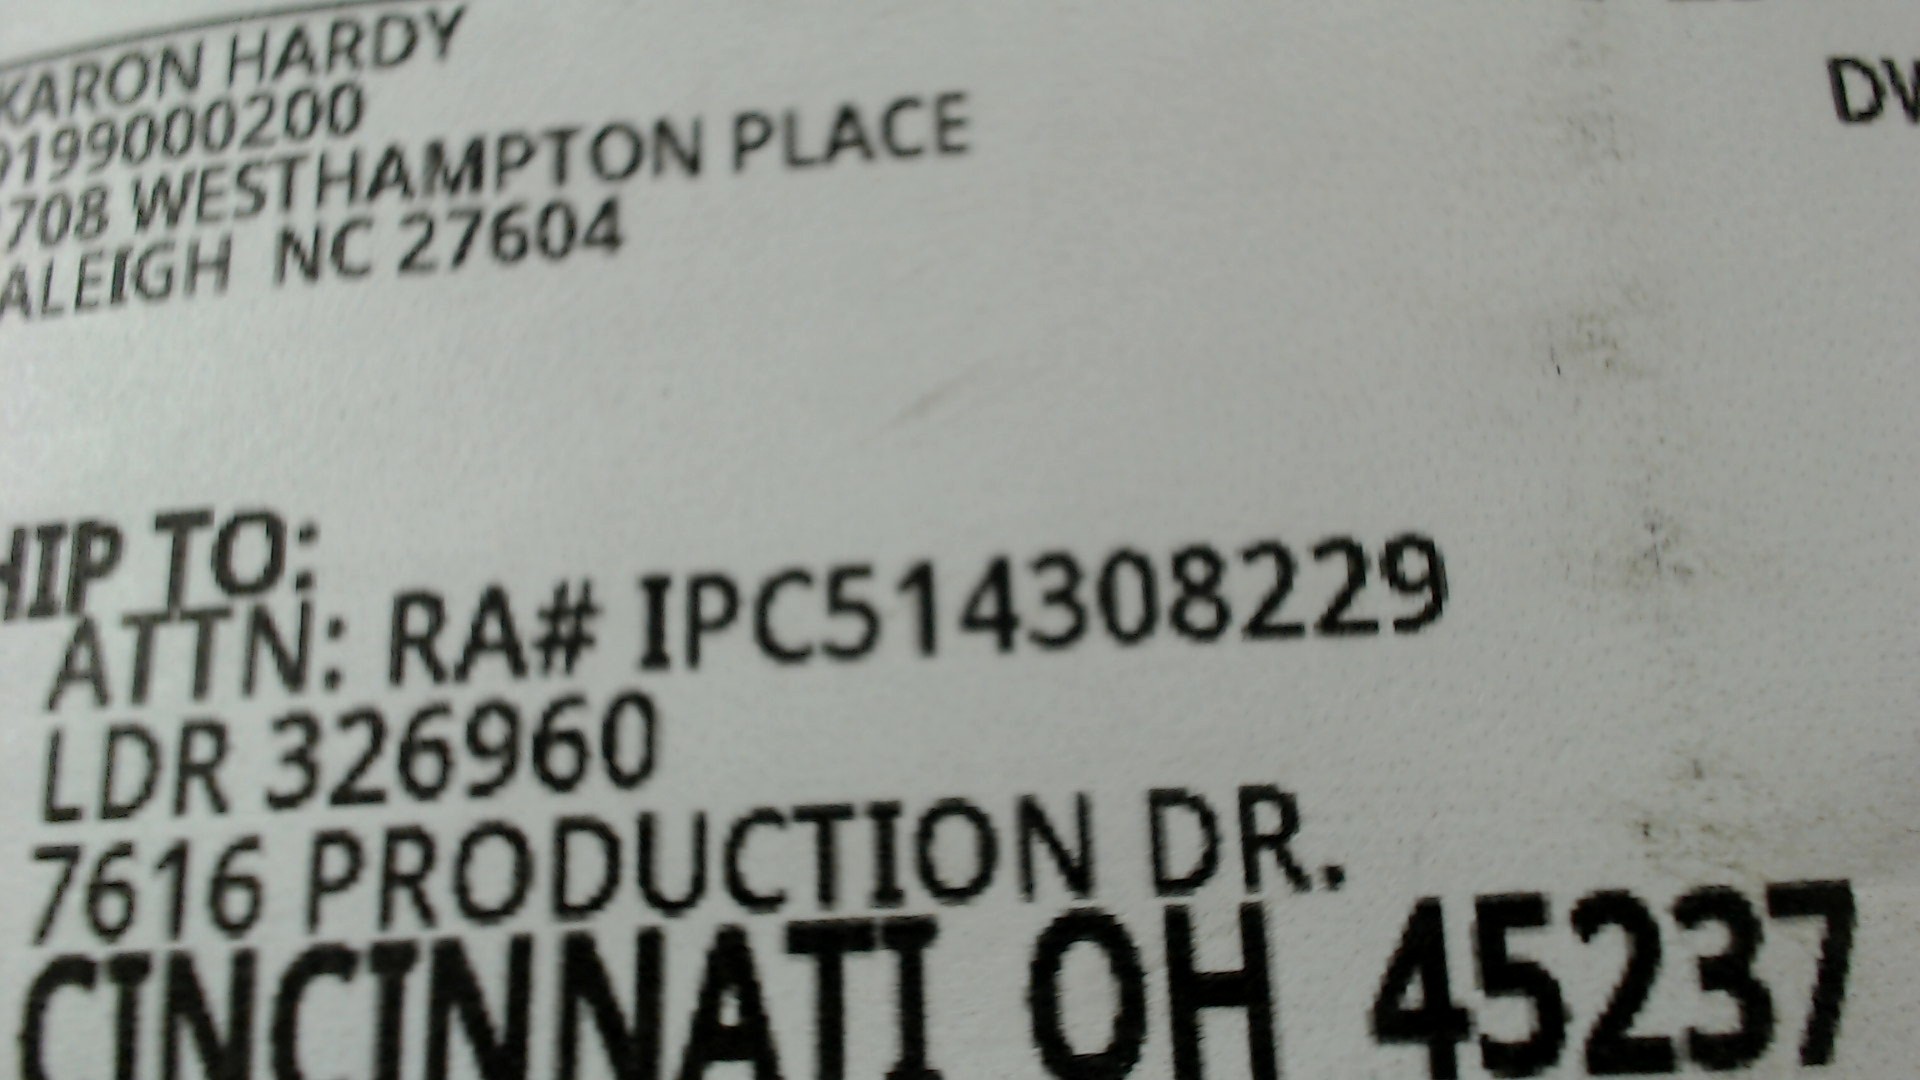 KARON HARDY
9199000200
708 WESTHAMPTON PLACE
ALEIGH NC 27604
HIP TO:
ATTN: RA# IPC514308229
LDR 326960
7616 PRODUCTION DR.
CINCINNATI OH 45237